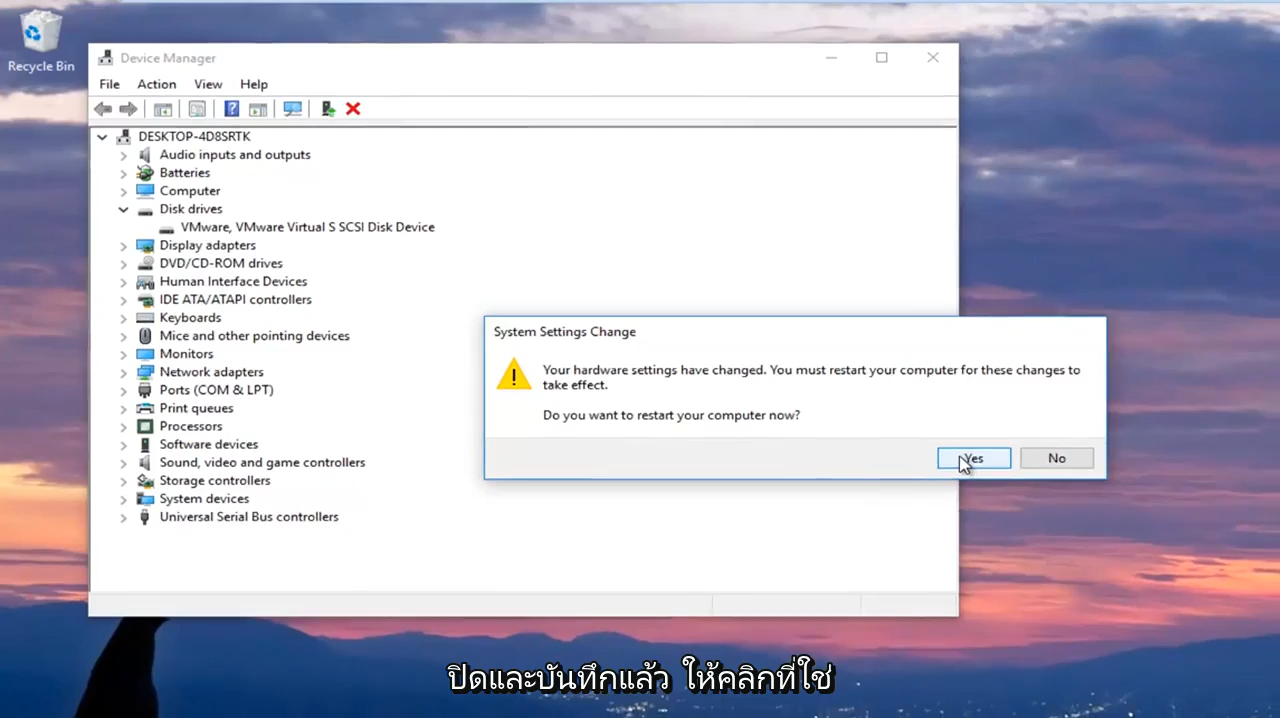 Recycle Bin
Device Manager
File Action View Help
DESKTOP-4D8SRTK
Audio inputs and outputs
Batteries
Computer
Disk drives
VMware, VMware Virtual S SCSI Disk Device
Display adapters
DVD/CD-ROM drives
Human Interface Devices
IDE ATA/ATAPI controllers
Keyboards
Mice and other pointing devices
Monitors
Network adapters
Ports (COM & LPT)
Print queues
Processors
Software devices
Sound, video and game controllers
Storage controllers
System devices
Universal Serial Bus controllers
System Settings Change
Your hardware settings have changed. You must restart your computer for these changes to
take effect.
Do you want to restart your computer now?
Yes No
ปิดและบันทึกแล้ว ให้คลิกที่ใช่